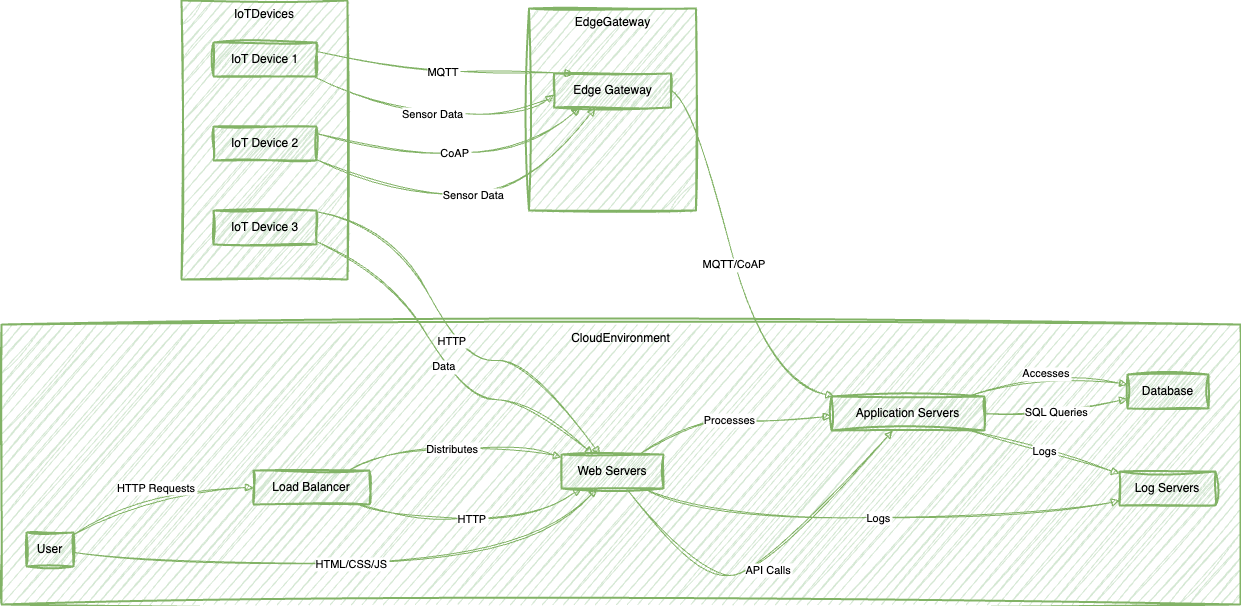 IoTDevices
EdgeGateway
IoT Device 1
MQTT
Edge Gateway
Sensor Data
IoT Device 2
CoAP
Sensor Data
IoT Device 3
MQTT/CoAP
CloudEnvironment
HTTP
Data
Accesses
Database
Application Servers
SQL Queries
Processes
Distributes
Logs
Web Servers
Load Balancer
HTTP Requests
Log Servers
HTTP
Logs
User
HTML/CSS/JS
API Calls